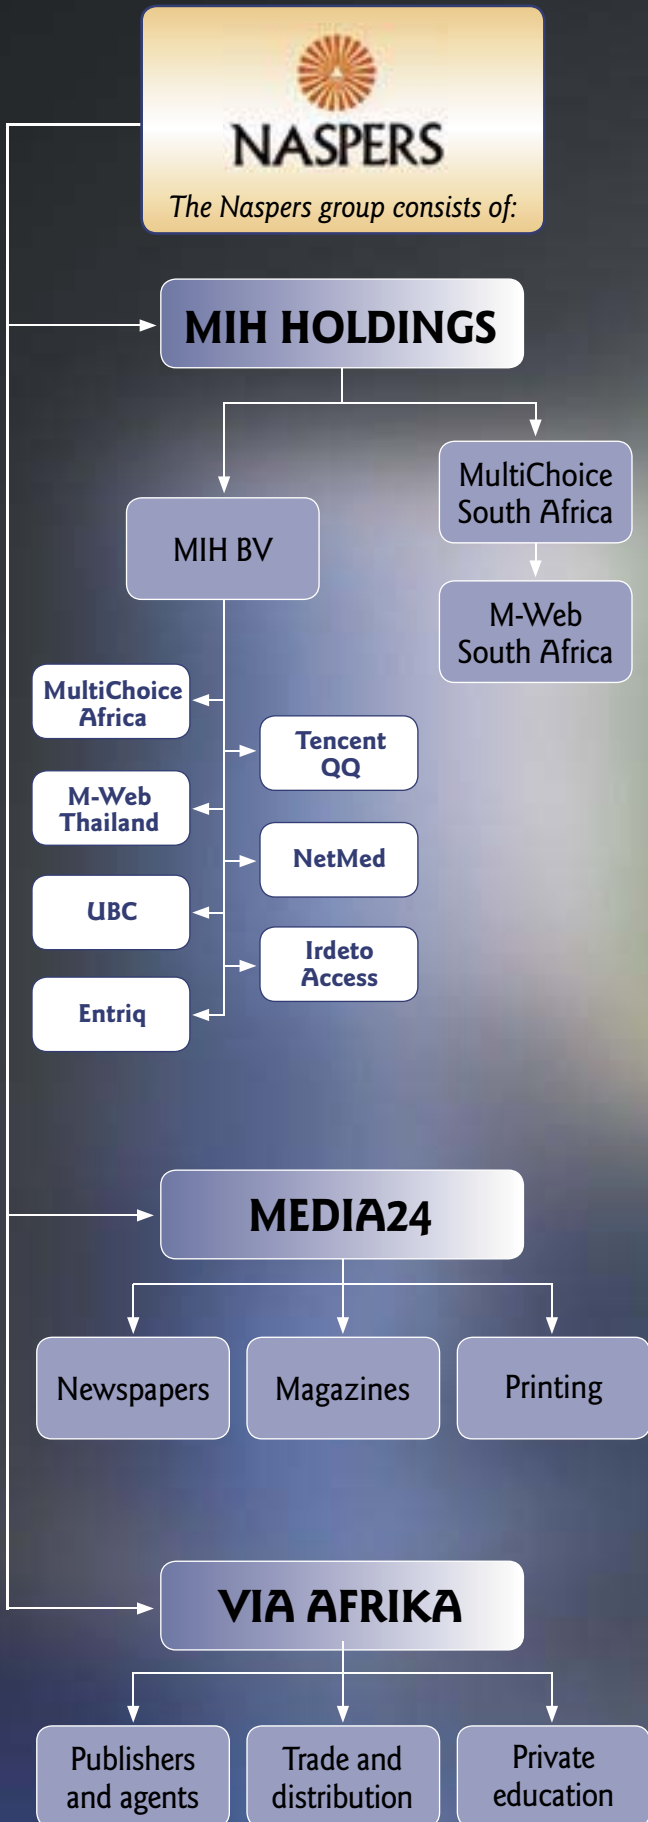 NASPERS
The Naspers group consists of:
MIH HOLDINGS
MultiChoice
South Africa
MIH BV
M-Web
South Africa
MultiChoice
Africa
Tencent
QQ
M-Web
Thailand
NetMed
UBC
Irdeto
Access
Entriq
MEDIA24
Newspapers
Magazines
Printing
VIA AFRIKA
Publishers
and agents
Trade and
distribution
Private
education